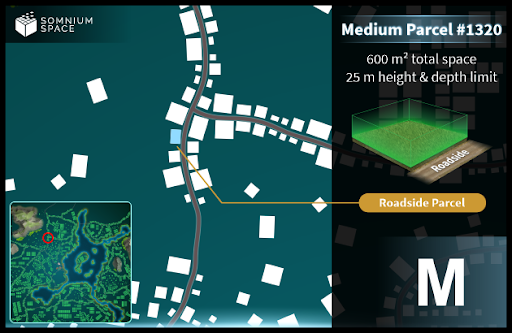 SOMNIUM
SPACE
Medium Parcel #1320
600 m² total space
25 m height & depth limit
Roadside
Roadside Parcel
M